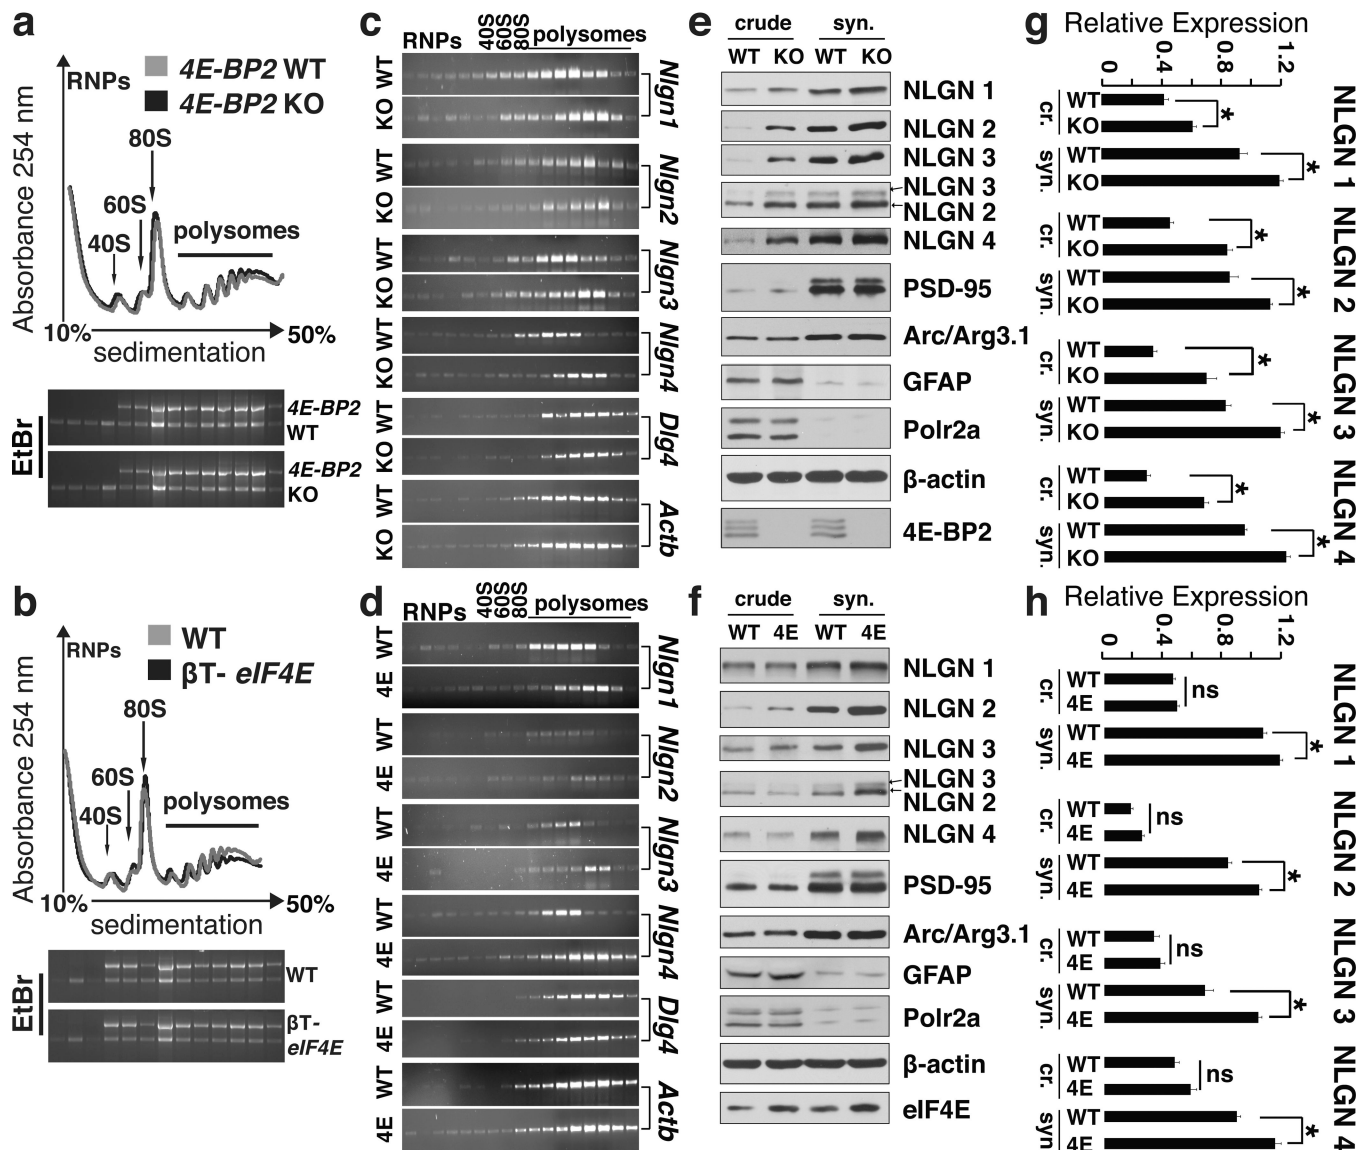 a
RNPs
4E-BP2 WT
4E-BP2 KO
Absorbance 254 nm
80S
60S
40S
polysomes
10%
50%
sedimentation
EtBr
4E-BP2
WT
4E-BP2
KO
b
RNPs
WT
βT- eIF4E
Absorbance 254 nm
80S
60S
40S
polysomes
10%
50%
sedimentation
EtBr
WT
βT-
eIF4E
c
RNPs 40S 60S 80S polysomes
WT
KO
Nlgn1
WT
KO
Nlgn2
WT
KO
Nlgn3
WT
KO
Nlgn4
WT
KO
Dlg4
WT
KO
Actb
d
RNPs 40S 60S 80S polysomes
WT
4E
Nlgn1
WT
4E
Nlgn2
WT
4E
Nlgn3
WT
4E
Nlgn4
WT
4E
Dlg4
WT
4E
Actb
e
crude syn.
WT KO WT KO
NLGN 1
NLGN 2
NLGN 3
NLGN 3
NLGN 2
NLGN 4
PSD-95
Arc/Arg3.1
GFAP
Polr2a
β-actin
4E-BP2
f
crude syn.
WT 4E WT 4E
NLGN 1
NLGN 2
NLGN 3
NLGN 3
NLGN 2
NLGN 4
PSD-95
Arc/Arg3.1
GFAP
Polr2a
β-actin
eIF4E
g
Relative Expression
0 0.4 0.8 1.2
cr.
WT
KO
*
syn.
WT
KO
*
NLGN 1
cr.
WT
KO
*
syn.
WT
KO
*
NLGN 2
cr.
WT
KO
*
syn.
WT
KO
*
NLGN 3
cr.
WT
KO
*
syn.
WT
KO
*
NLGN 4
h
Relative Expression
0 0.4 0.8 1.2
cr.
WT
4E
ns
syn.
WT
4E
*
NLGN 1
cr.
WT
4E
ns
syn.
WT
4E
*
NLGN 2
cr.
WT
4E
ns
syn.
WT
4E
*
NLGN 3
cr.
WT
4E
ns
syn
WT
4E
*
NLGN 4